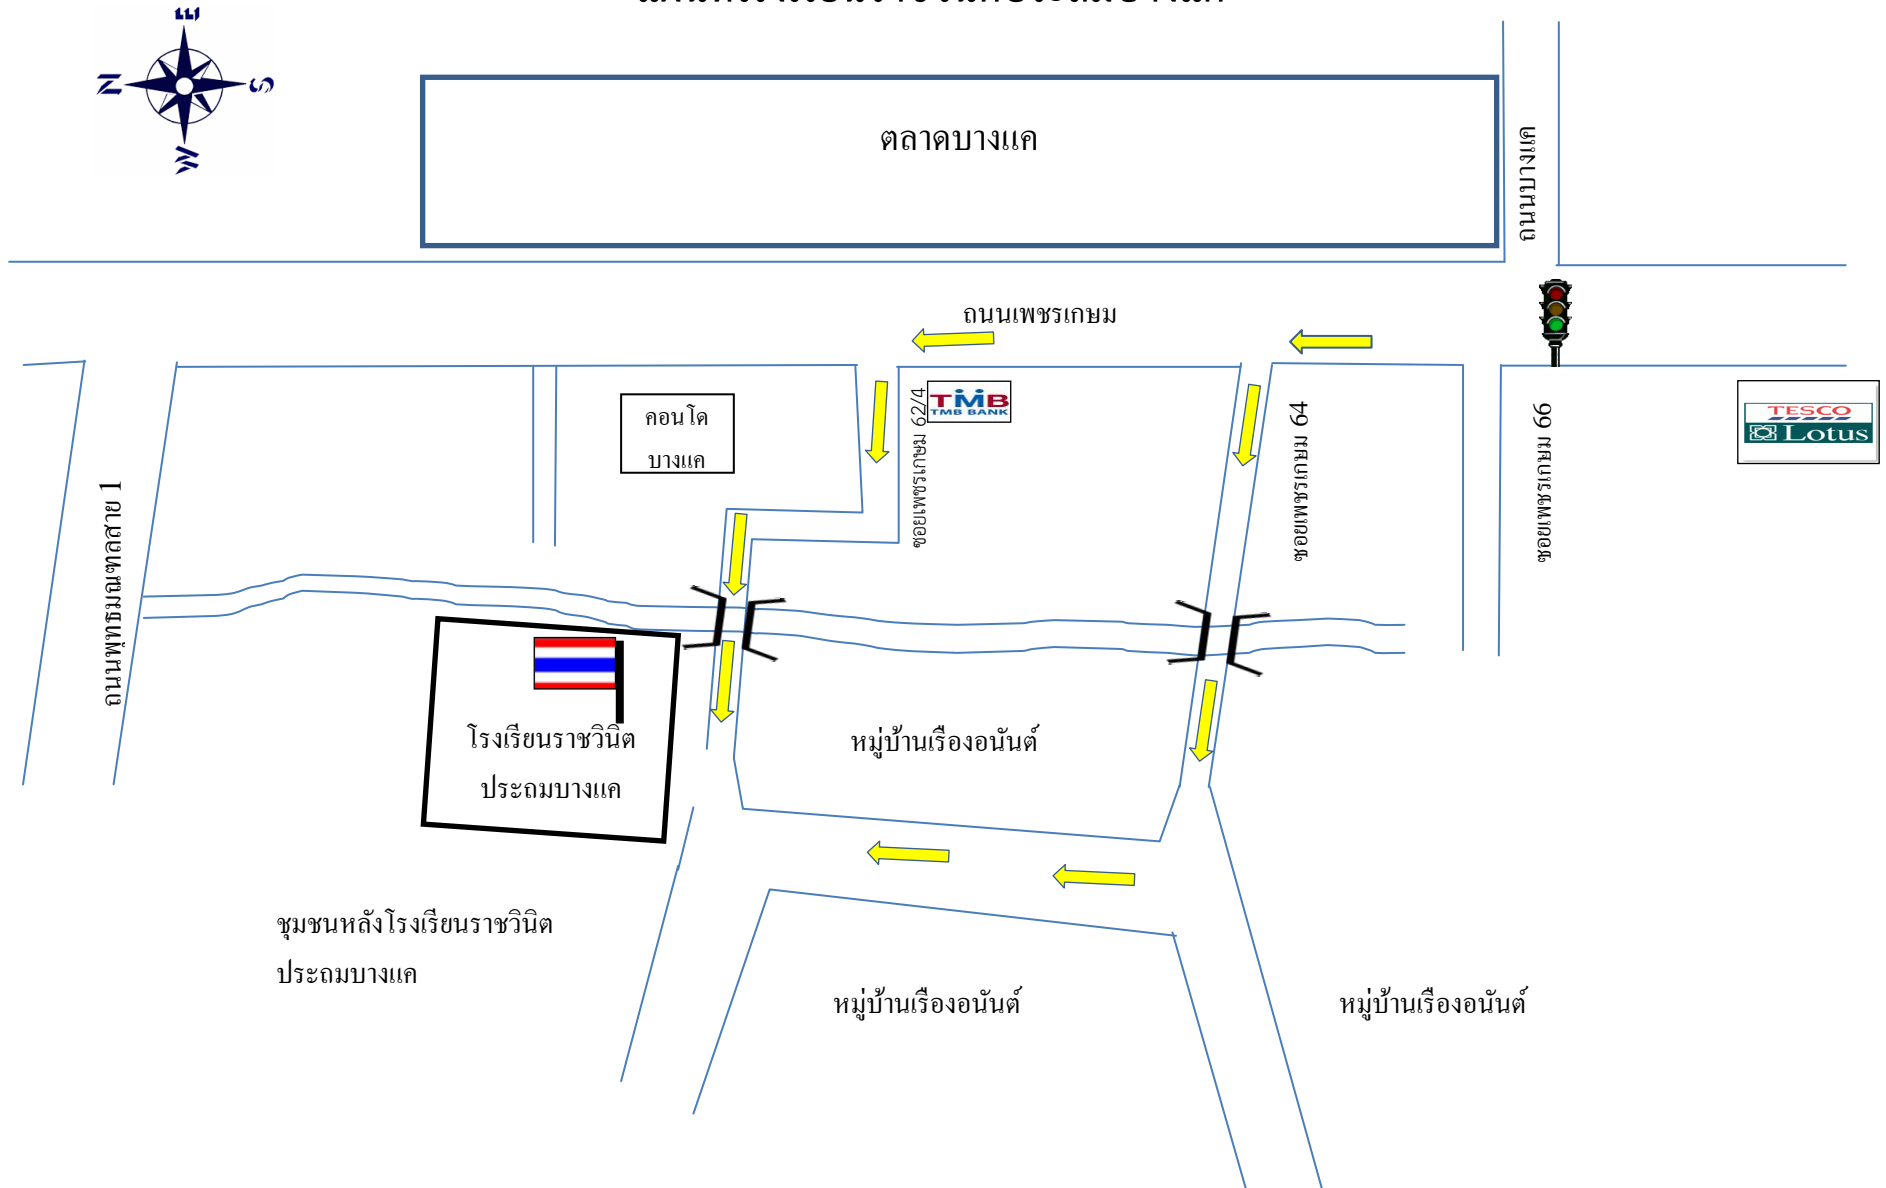 E
N
S
W
ตลาดบางแค
ถนนบางแค
ถนนเพชรเกษม
คอนโด
บางแค
ซอยเพชรเกษม 62/4
TMB
TMB BANK
ซอยเพชรเกษม 64
ซอยเพชรเกษม 66
TESCO
Lotus
ถนนพุทธมณฑลสาย 1
โรงเรียนราชวินิต
ประถมบางแค
หมู่บ้านเรืองอนันต์
ชุมชนหลังโรงเรียนราชวินิต
ประถมบางแค
หมู่บ้านเรืองอนันต์
หมู่บ้านเรืองอนันต์